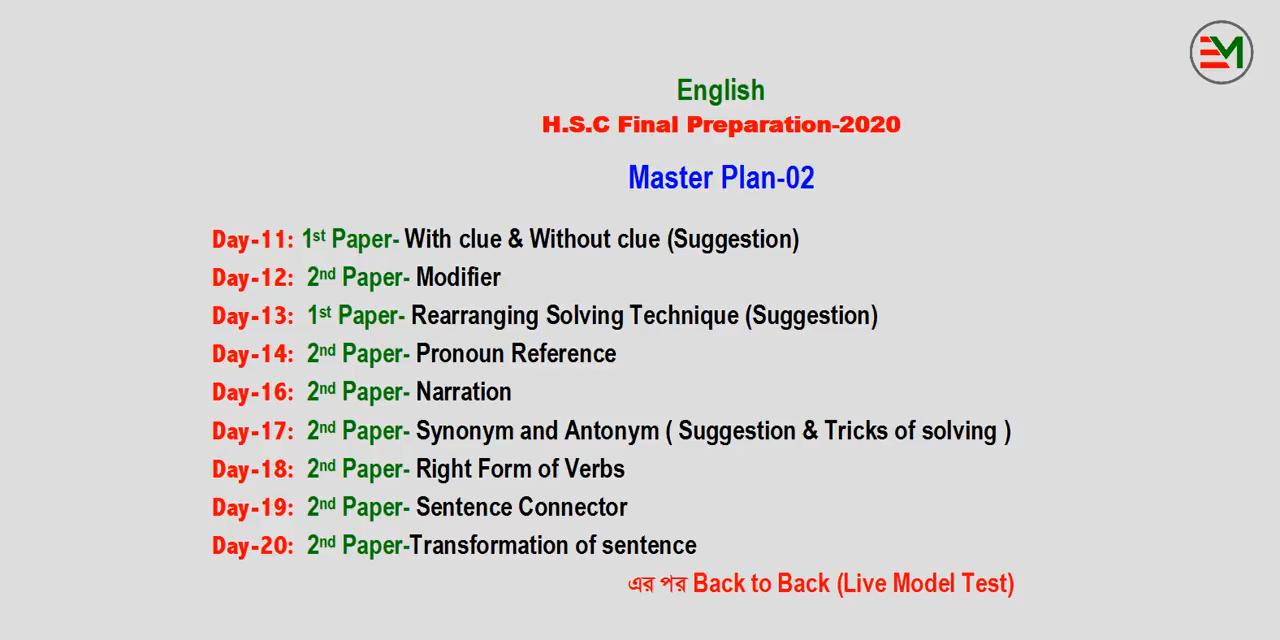 EM
English
H.S.C Final Preparation-2020
Master Plan-02
Day-11: 1st Paper- With clue & Without clue (Suggestion)
Day-12: 2nd Paper- Modifier
Day-13: 1st Paper- Rearranging Solving Technique (Suggestion)
Day-14: 2nd Paper- Pronoun Reference
Day-16: 2nd Paper- Narration
Day-17: 2nd Paper- Synonym and Antonym ( Suggestion & Tricks of solving )
Day-18: 2nd Paper- Right Form of Verbs
Day-19: 2nd Paper- Sentence Connector
Day-20: 2nd Paper-Transformation of sentence
এর পর Back to Back (Live Model Test)